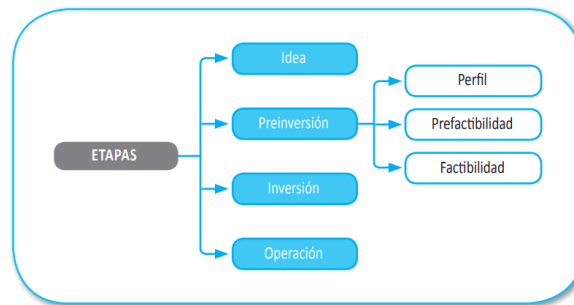 ETAPAS
Idea
Preinversión
Inversión
Operación
Perfil
Prefactibilidad
Factibilidad